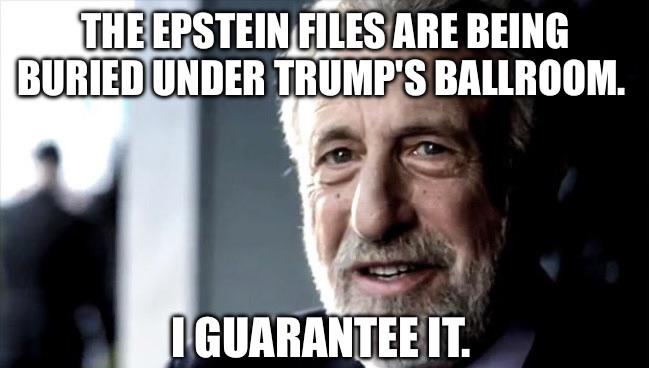 THE EPSTEIN FILES ARE BEING
BURIED UNDER TRUMP'S BALLROOM.
I GUARANTEE IT.